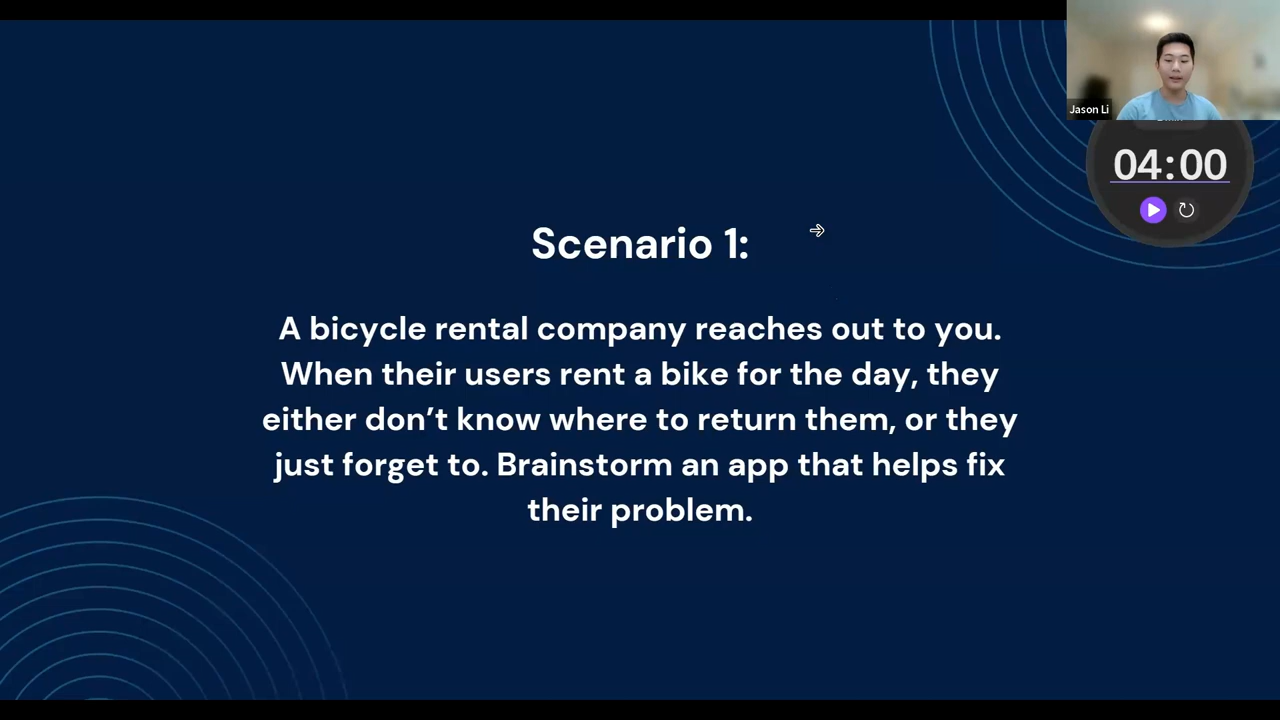 Jason Li
04:00
Scenario 1:
A bicycle rental company reaches out to you.
When their users rent a bike for the day, they
either don’t know where to return them, or they
just forget to. Brainstorm an app that helps fix
their problem.